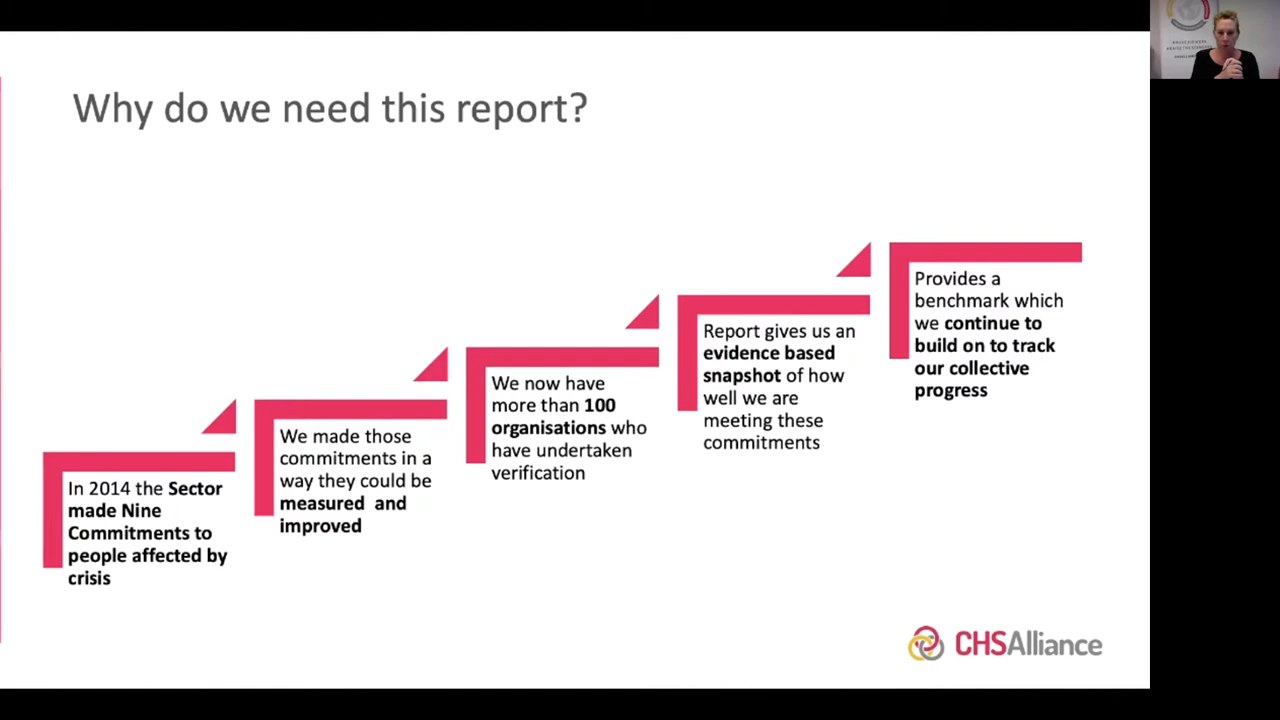 Why do we need this report?
In 2014 the Sector
made Nine
Commitments to
people affected by
crisis
We made those
commitments in a
way they could be
measured and
improved
We now have
more than 100
organisations who
have undertaken
verification
Report gives us an
evidence based
snapshot of how
well we are
meeting these
commitments
Provides a
benchmark which
we continue to
build on to track
our collective
progress
CHSAlliance